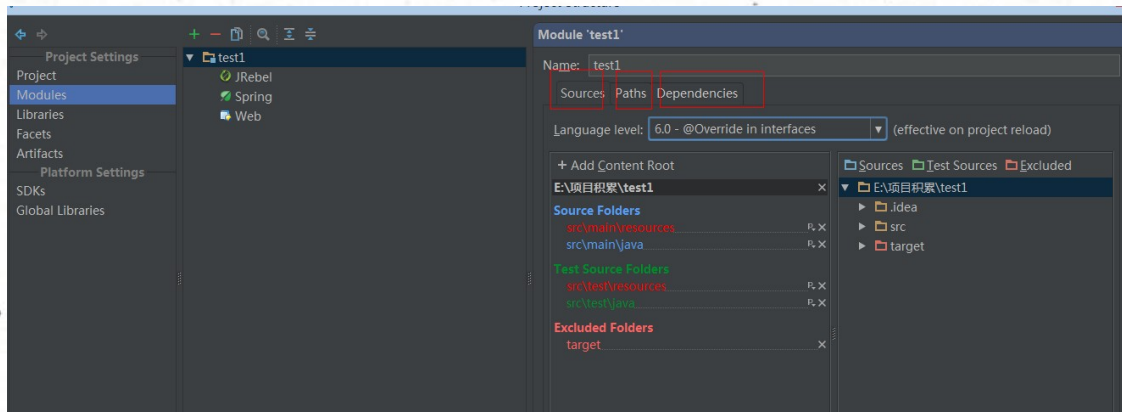 Project Structure
Project Settings
Project
Modules
Libraries
Facets
Artifacts
Platform Settings
SDKs
Global Libraries
test1
JRebel
Spring
Web
Module 'test1'
Name: test1
Sources Paths Dependencies
Language level: 6.0 - @Override in interfaces (effective on project reload)
+ Add Content Root
E:\项目积累\test1
Source Folders
src\main\resources
src\main\java
Test Source Folders
src\test\resources
src\test\java
Excluded Folders
target
Sources Test Sources Excluded
E:\项目积累\test1
.idea
src
target